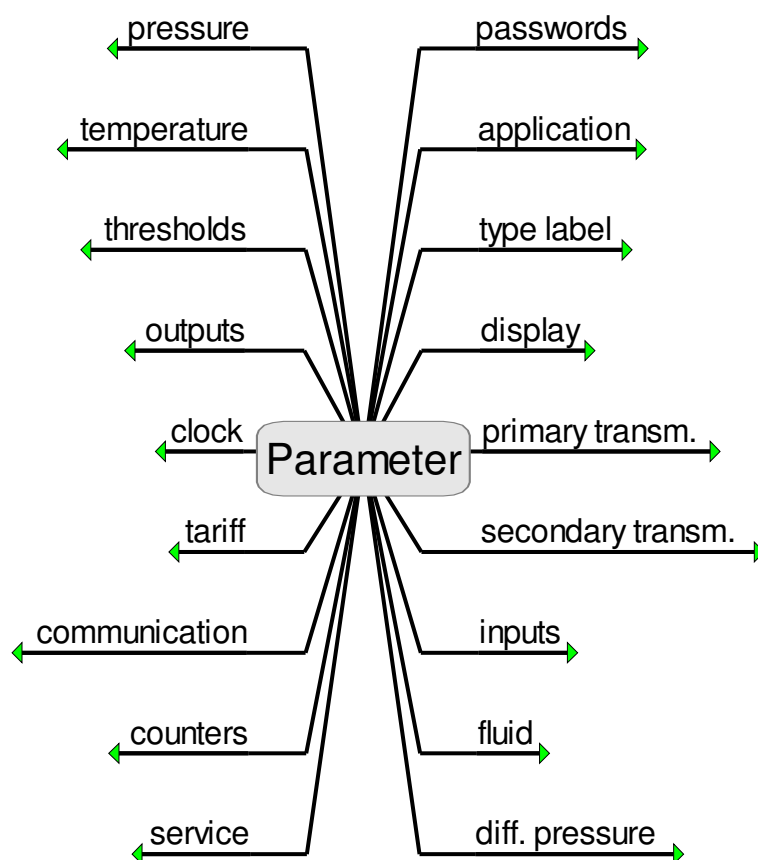 pressure
passwords
temperature
application
thresholds
type label
outputs
display
clock
primary transm.
Parameter
tariff
secondary transm.
communication
inputs
counters
fluid
service
diff. pressure